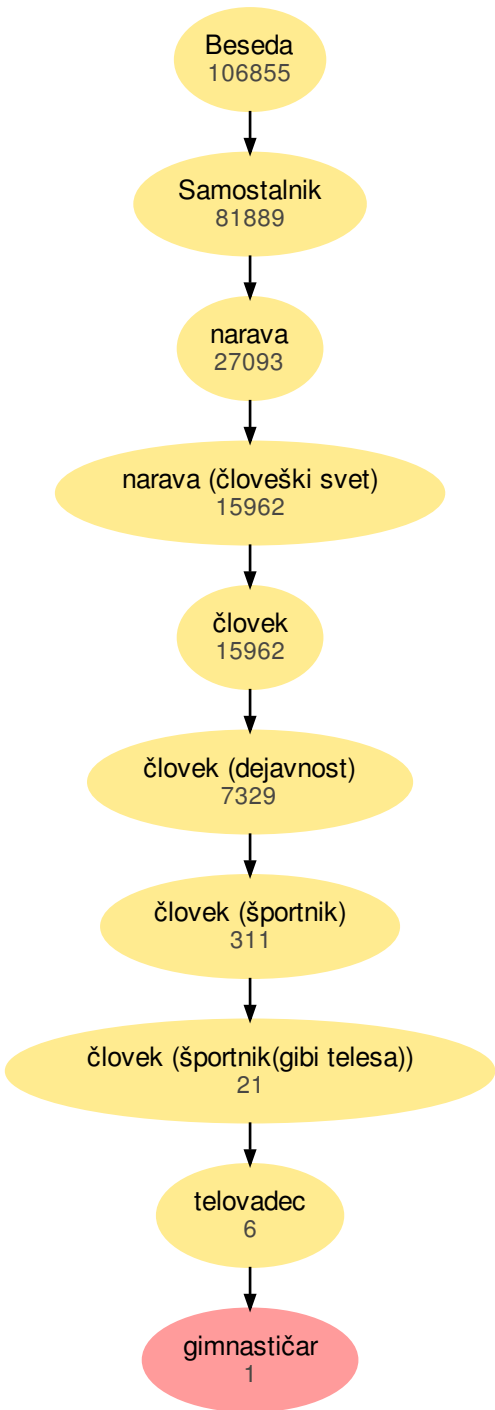 Beseda
106855
Samostalnik
81889
narava
27093
narava (človeški svet)
15962
človek
15962
človek (dejavnost)
7329
človek (športnik)
311
človek (športnik(gibi telesa))
21
telovadec
6
gimnastičar
1